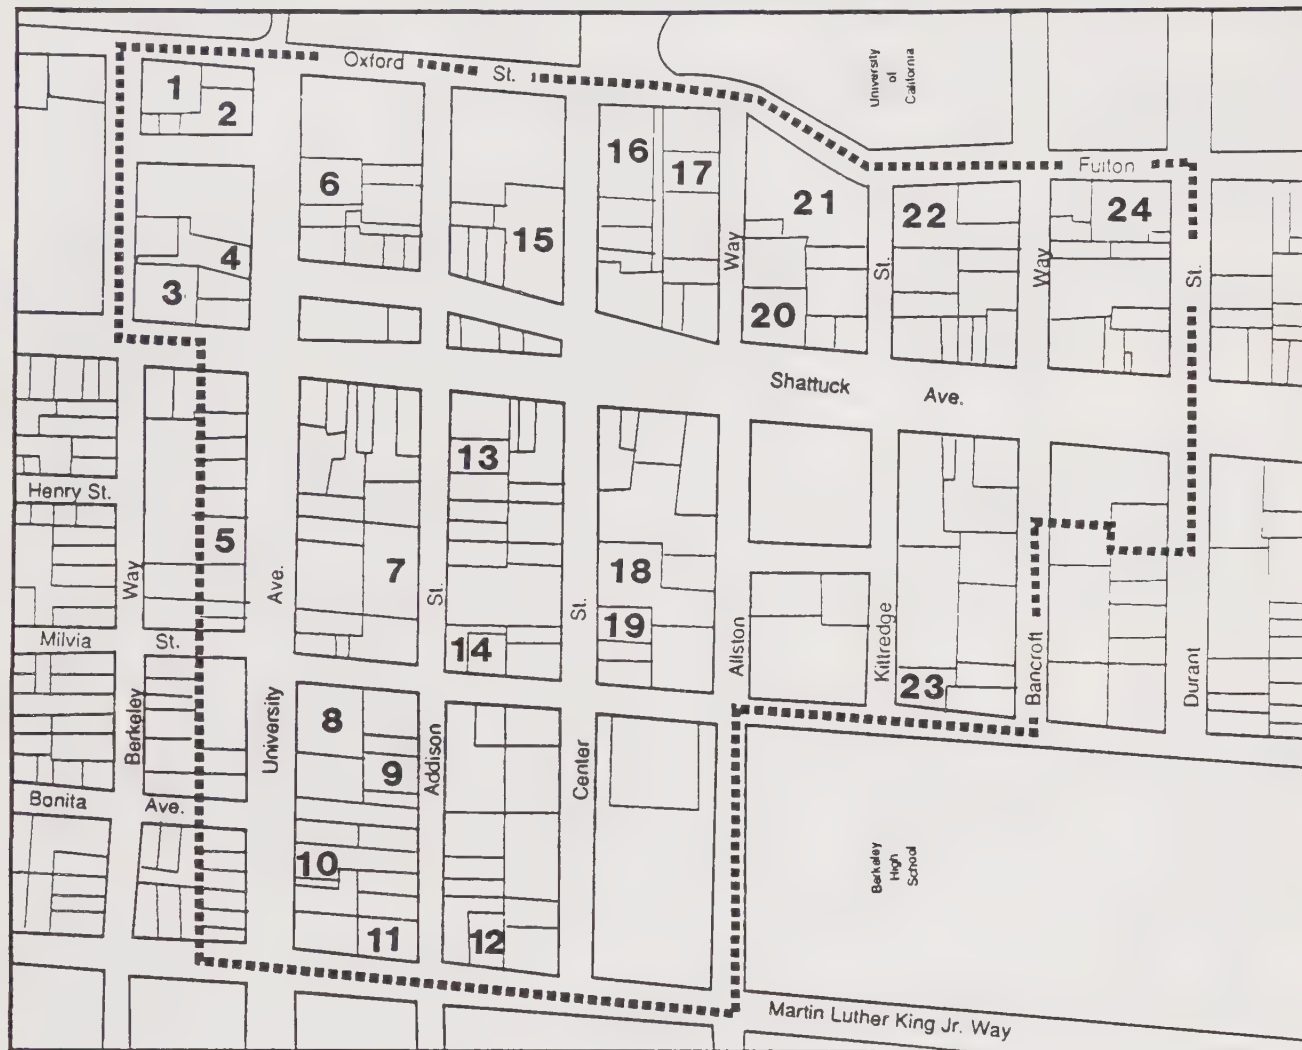 Oxford
St.
University
of
California
1
2
Fulton
6
16
17
21
22
24
15
4
3
Way
St.
Way
St.
20
Shattuck
Ave.
13
Henry St.
5
7
18
Way
Ave.
St.
St.
14
19
Milvia
St.
Allston
Kittredge
23
Bancroft
Durant
Berkeley
University
8
Addison
Center
9
Bonita
Ave.
10
Berkeley
High
School
11
12
Martin Luther King Jr. Way